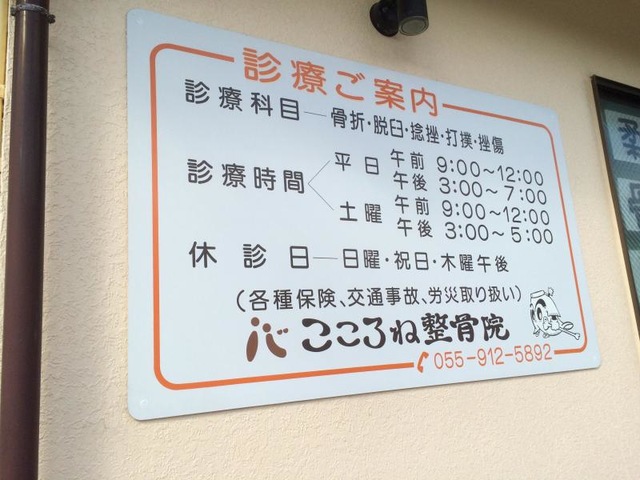 診療ご案内
診療科目―骨折・脱臼・捻挫・打撲・挫傷
診療時間 平日 午前 9:00～12:00
午後 3:00～7:00
土曜 午前 9:00～12:00
午後 3:00～5:00
休診日―日曜・祝日・木曜午後
（各種保険、交通事故、労災取り扱い）
こころね整骨院
055-912-5892